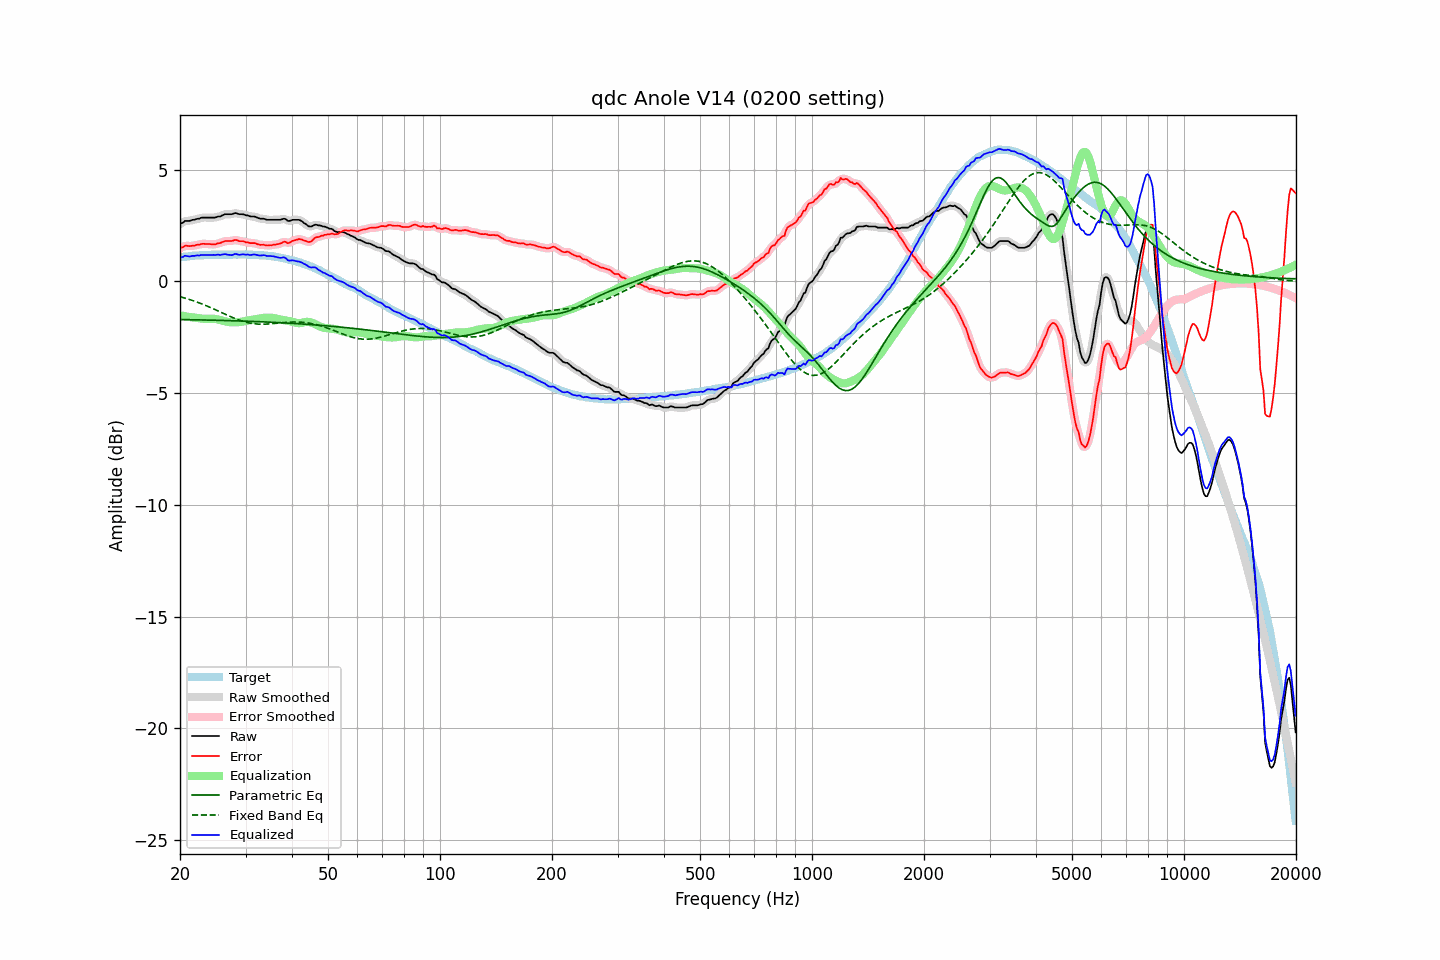 qdc Anole V14 (0200 setting)
5
0
−5
−10
−15
−20
−25
Amplitude (dBr)
Target
Raw Smoothed
Error Smoothed
Raw
Error
Equalization
Parametric Eq
Fixed Band Eq
Equalized
20 50 100 200 500 1000 2000 5000 10000 20000
Frequency (Hz)